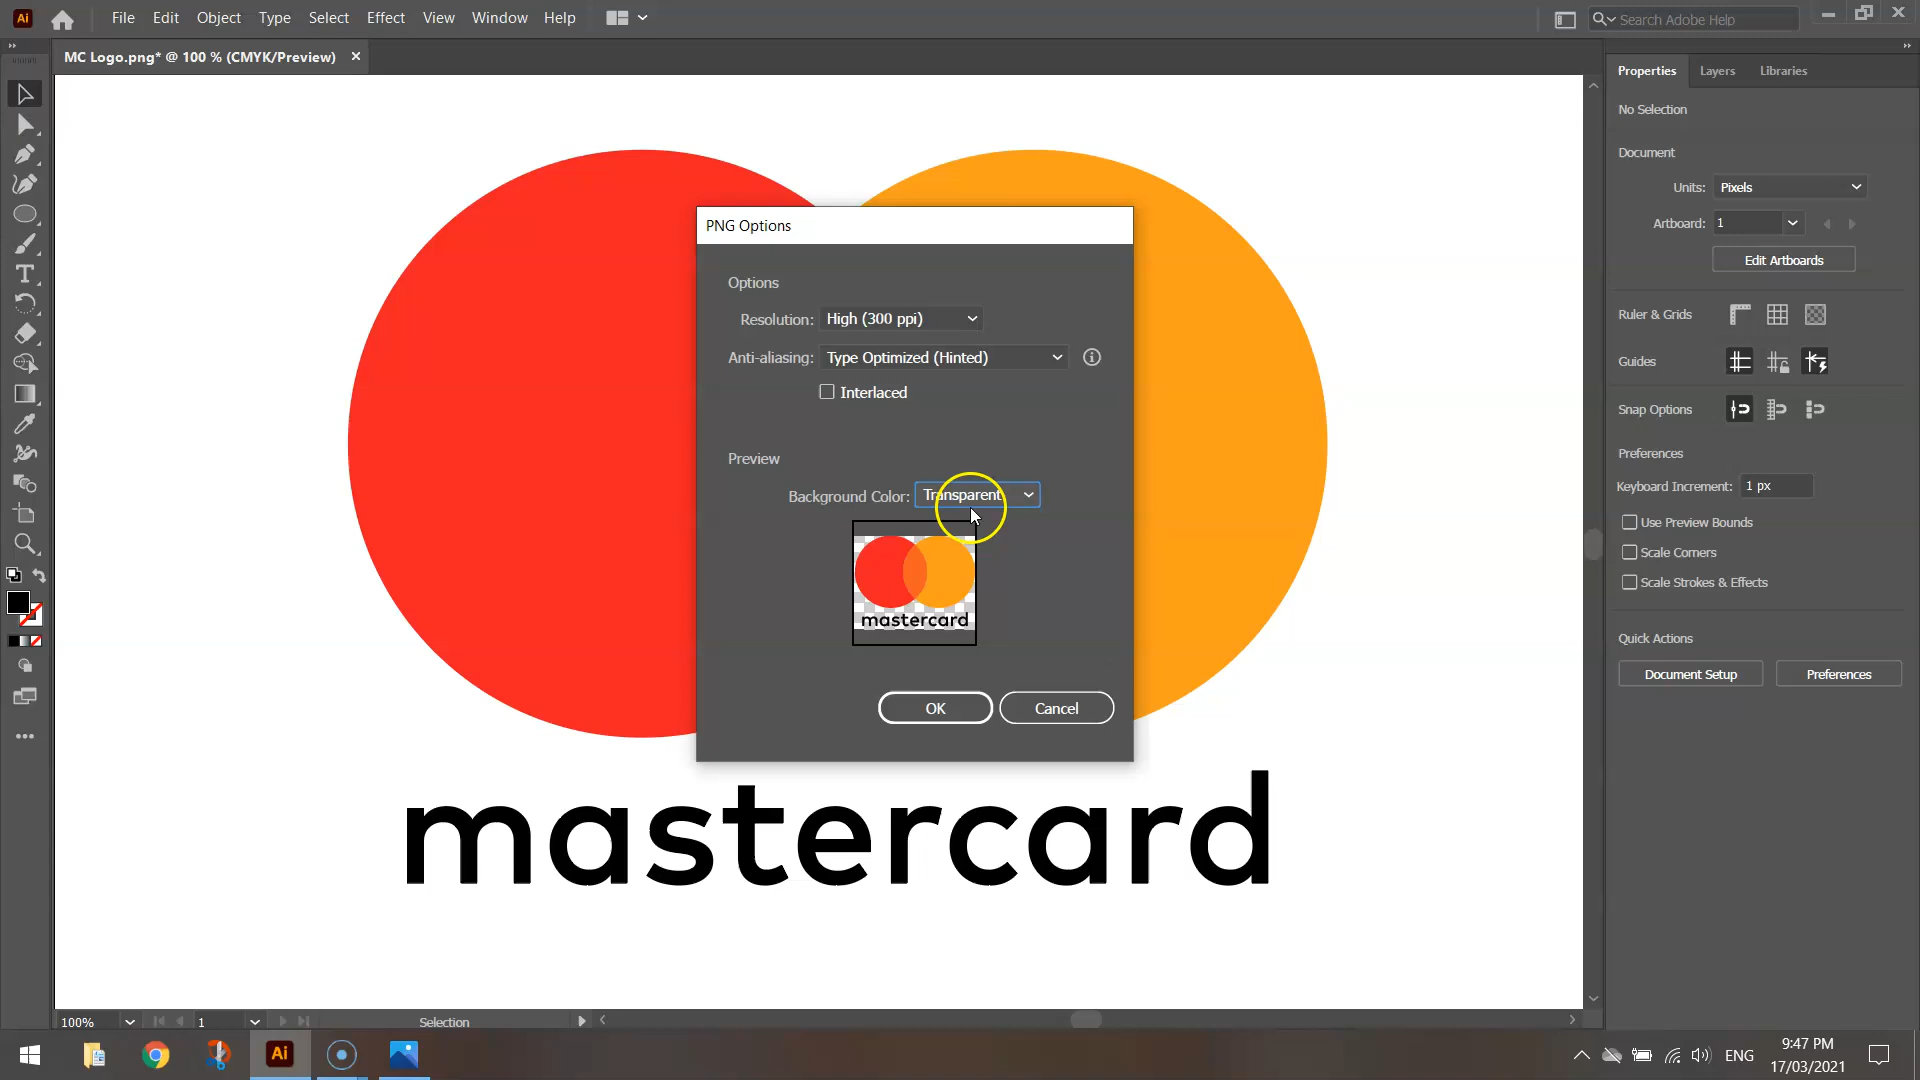 Ai
File Edit Object Type Select Effect View Window Help
Search Adobe Help
MC Logo.png* @ 100 % (CMYK/Preview)
Properties Layers Libraries
No Selection
Document
Units: Pixels
Artboard: 1
Edit Artboards
Ruler & Grids
Guides
Snap Options
Preferences
Keyboard Increment: 1 px
Use Preview Bounds
Scale Corners
Scale Strokes & Effects
Quick Actions
Document Setup Preferences
PNG Options
Options
Resolution: High (300 ppi)
Anti-aliasing: Type Optimized (Hinted)
Interlaced
Preview
Background Color: Transparent
mastercard
OK Cancel
mastercard
100% 1 Selection
Ai
ENG
9:47 PM
17/03/2021